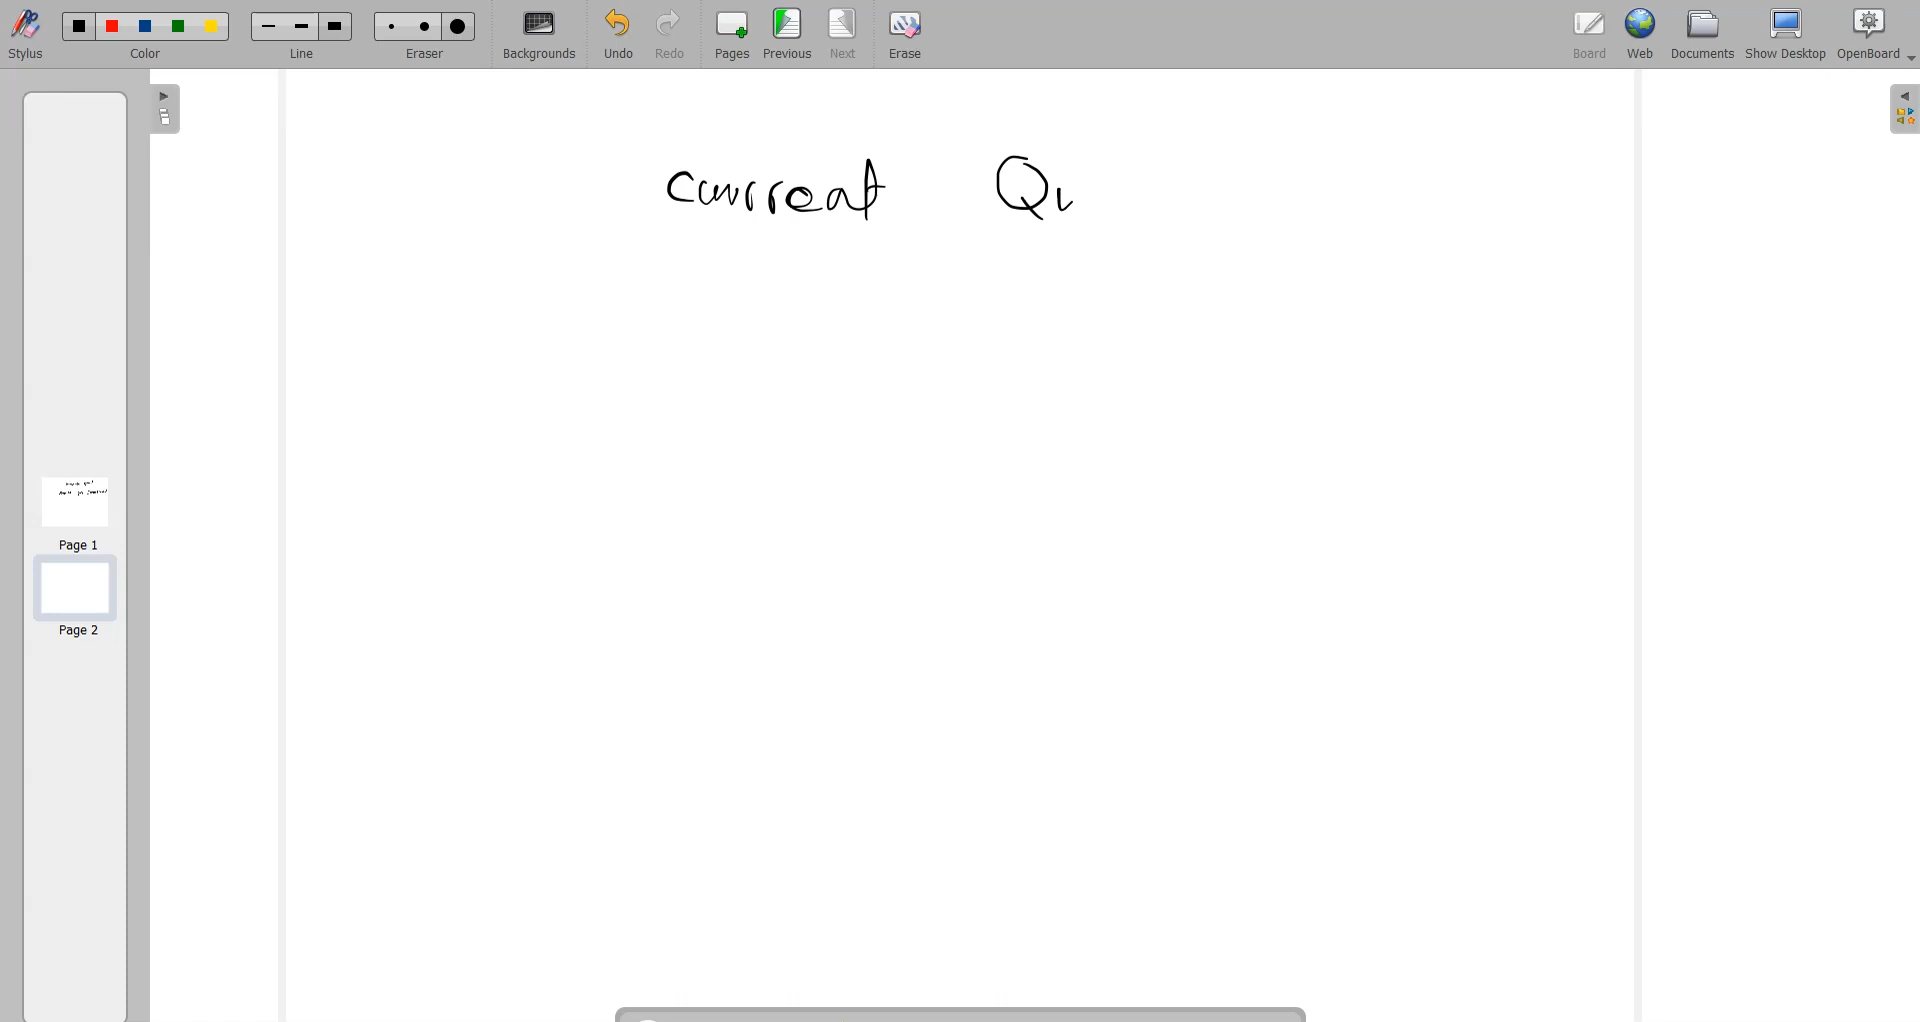 Stylus Color Line Eraser Backgrounds Undo Redo Pages Previous Next Erase Board Web Documents Show Desktop OpenBoard
current Qu
Page 1
Page 2